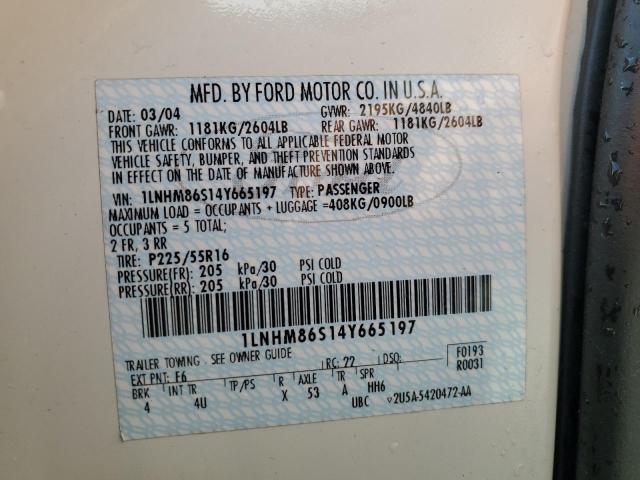 MFD. BY FORD MOTOR CO. IN U.S.A.
DATE: 03/04 GVWR: 2195KG/4840LB
FRONT GAWR: 1181KG/2604LB REAR GAWR: 1181KG/2604LB
THIS VEHICLE CONFORMS TO ALL APPLICABLE FEDERAL MOTOR
VEHICLE SAFETY, BUMPER, AND THEFT PREVENTION STANDARDS
IN EFFECT ON THE DATE OF MANUFACTURE SHOWN ABOVE.
VIN: 1LNHM86S14Y665197 TYPE: PASSENGER
MAXIMUM LOAD = OCCUPANTS + LUGGAGE = 408KG/0900LB
OCCUPANTS = 5 TOTAL;
2 FR, 3 RR
TIRE: P225/55R16
PRESSURE(FR) 205 kPa/30 PSI COLD
PRESSURE(RR) 205 kPa/30 PSI COLD
1LNHM86S14Y665197
TRAILER TOWING - SEE OWNER GUIDE F0193
EXT PNT: F6 RC: 22 DSO: R0031
BRK INT TR TP/PS R AXLE TR SPR
4 4U X 53 A HH6
UBC 2U5A-5420472-AA